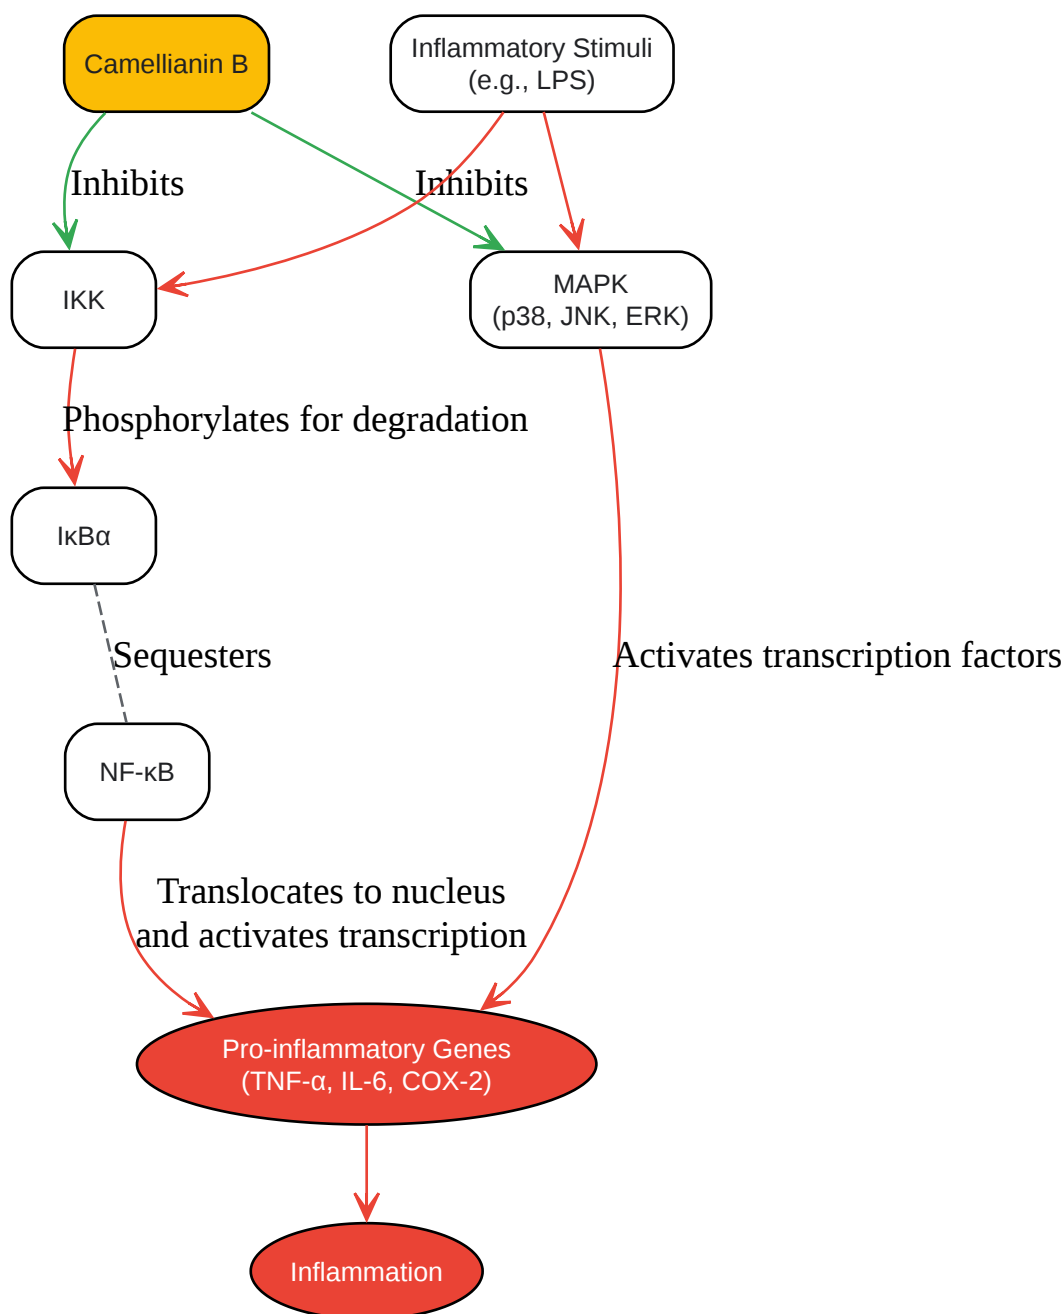 Camellianin B
Inflammatory Stimuli
(e.g., LPS)
Inhibits
Inhibits
IKK
MAPK
(p38, JNK, ERK)
Phosphorylates for degradation
IκBα
Sequesters
Activates transcription factors
NF-κB
Translocates to nucleus
and activates transcription
Pro-inflammatory Genes
(TNF-α, IL-6, COX-2)
Inflammation